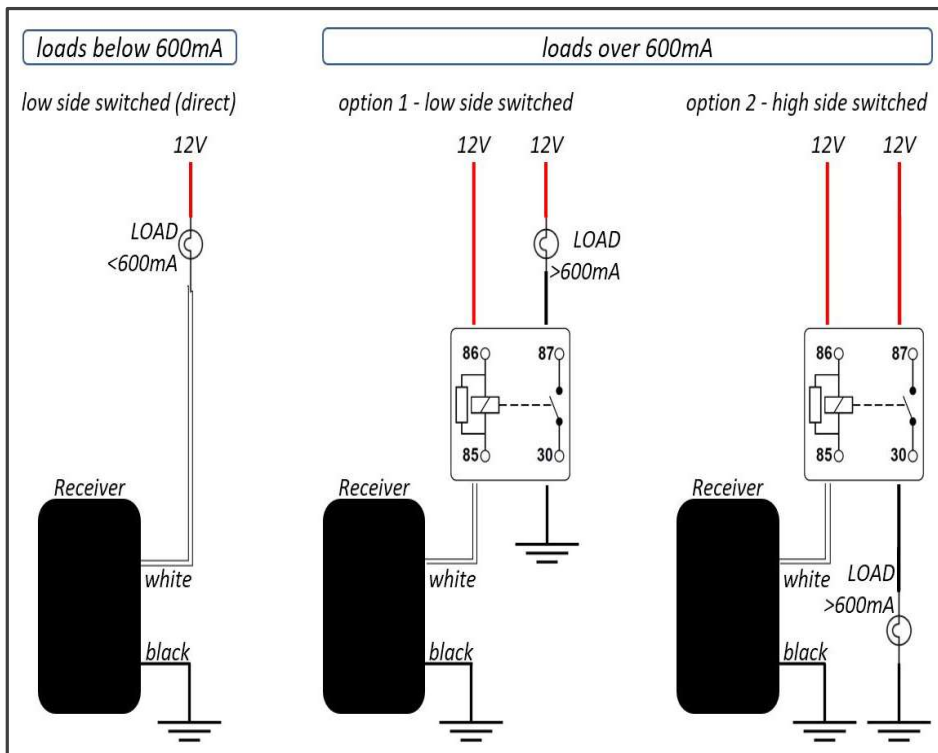 loads below 600mA
low side switched (direct)
12V
LOAD
<600mA
Receiver
white
black
loads over 600mA
option 1 - low side switched
12V 12V
LOAD
>600mA
86 87
85 30
Receiver
white
black
option 2 - high side switched
12V 12V
86 87
85 30
Receiver
white
LOAD
>600mA
black